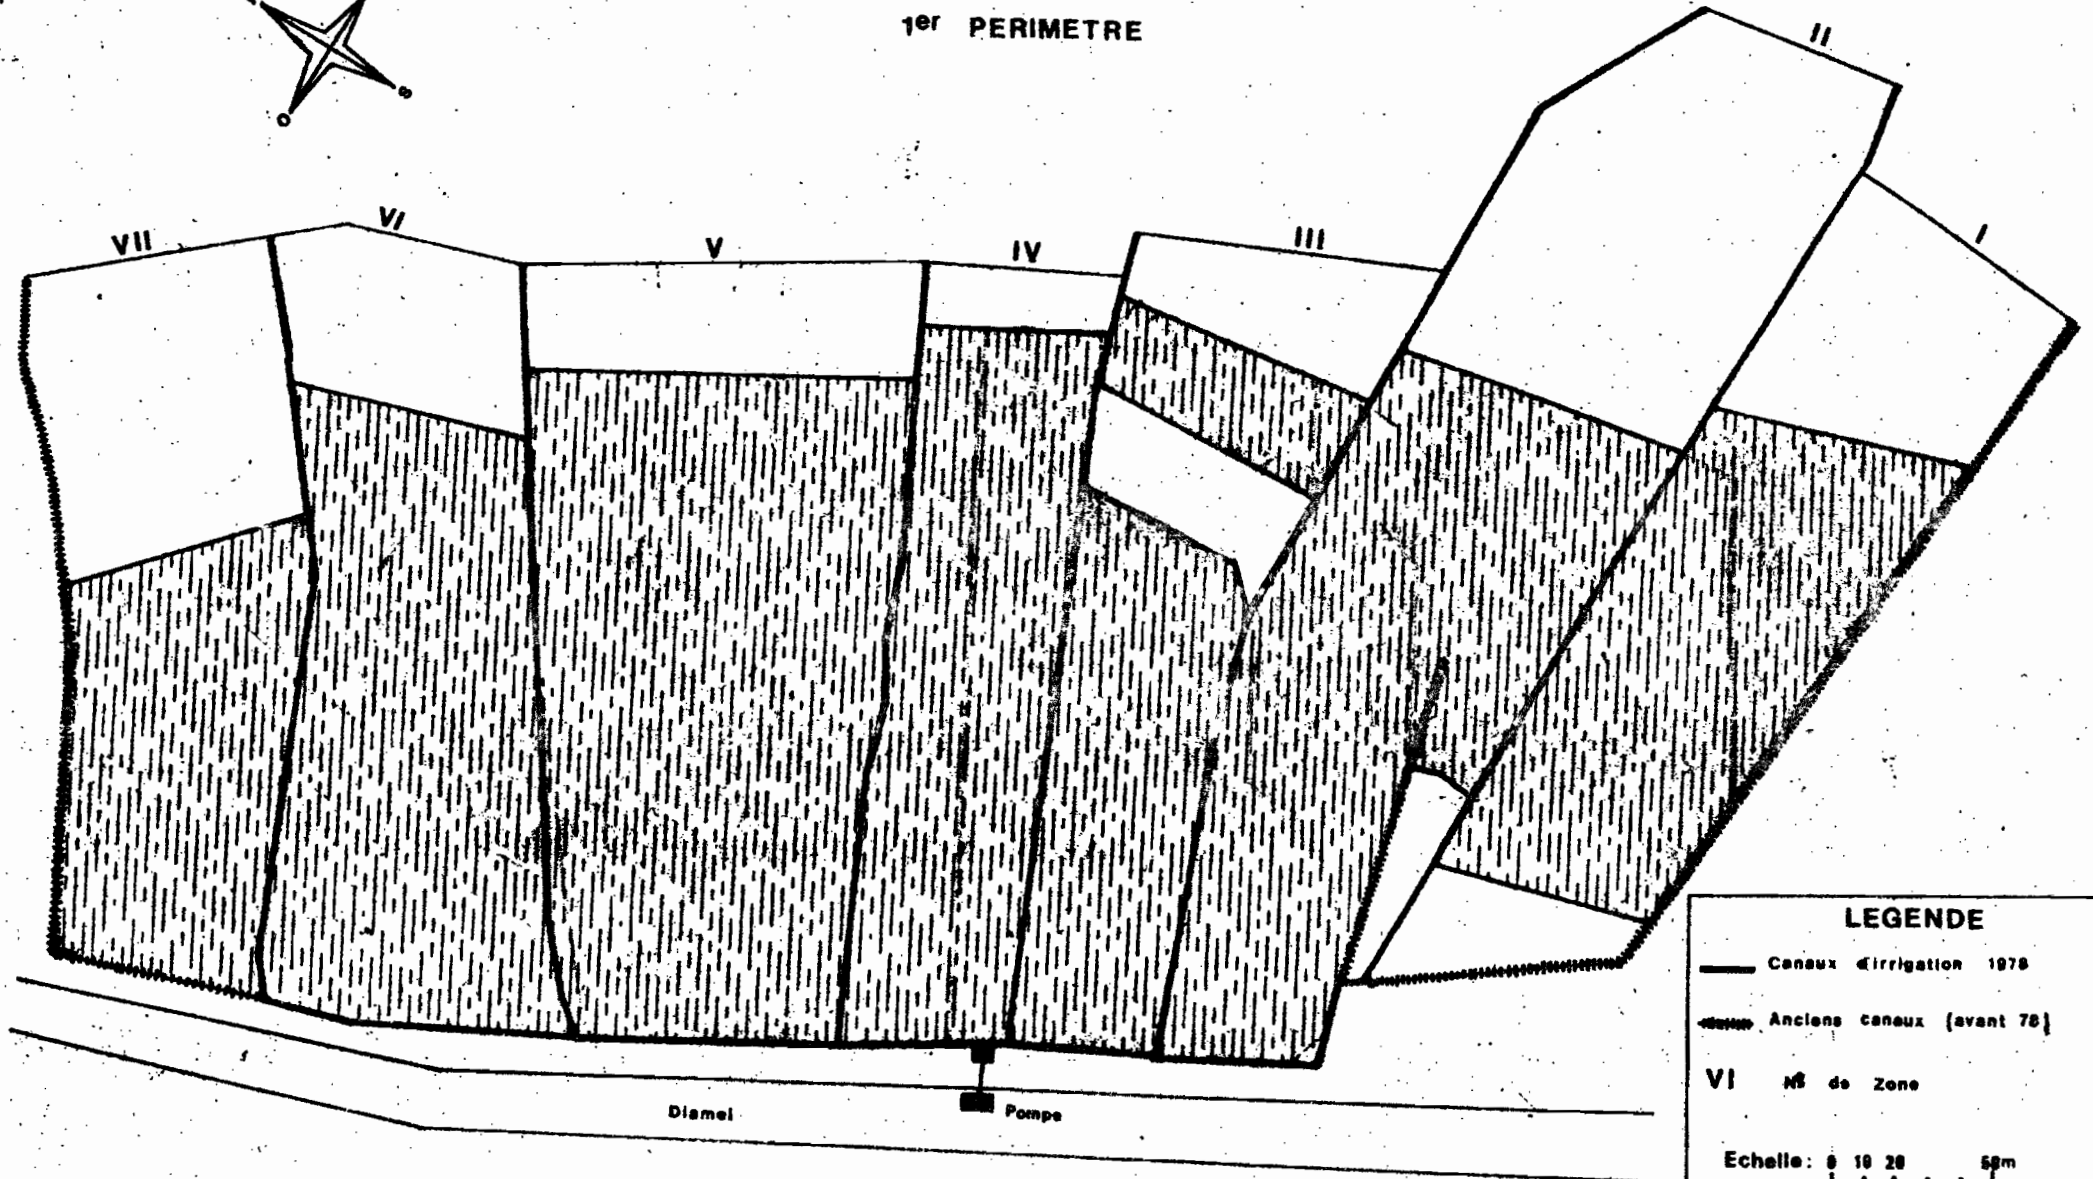 1er PERIMETRE
S
O
II
I
III
IV
V
VI
VII
LEGENDE
Canaux d'irrigation 1978
Anciens canaux (avant 78)
VI Nº de Zone
Echelle: 0 10 20 50m
Diamel
Pompe